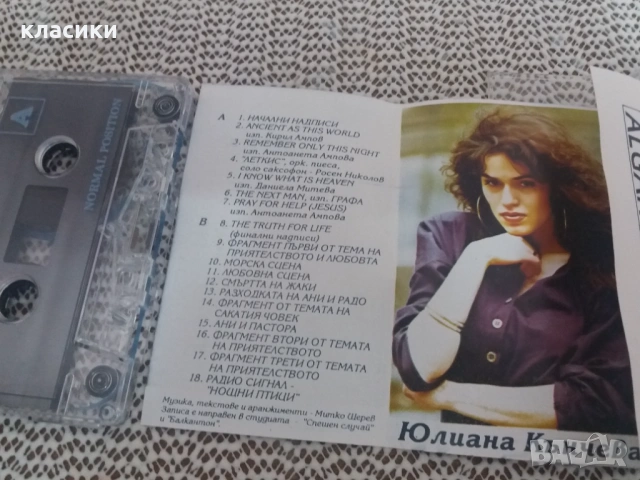 класики
A
NORMAL POSITION
A
1. НАЧАЛНИ НАДПИСИ
2. ANCIENT AS THIS WORLD
изп. Кирил Ампов
3. REMEMBER ONLY THIS NIGHT
изп. Антоанета Ампова
4. "ЛЕТКИС", орк. пиеса,
соло саксофон - Росен Николов
5. I KNOW WHAT IS HEAVEN
изп. Даниела Митева
6. THE NEXT MAN, изп. ГРАФА
7. PRAY FOR HELP (JESUS)
изп. Антоанета Ампова
B
8. THE TRUTH FOR LIFE
(финални надписи)
9. ФРАГМЕНТ ПЪРВИ ОТ ТЕМА НА
ПРИЯТЕЛСТВОТО И ЛЮБОВТА
10. МОРСКА СЦЕНА
11. ЛЮБОВНА СЦЕНА
12. СМЪРТТА НА ЖАКИ
13. РАЗХОДКАТА НА АНИ И РАДО
14. ФРАГМЕНТ ОТ ТЕМАТА НА
САКАТИЯ ЧОВЕК
15. АНИ И ПАСТОРА
16. ФРАГМЕНТ ВТОРИ ОТ ТЕМАТА
НА ПРИЯТЕЛСТВОТО
17. ФРАГМЕНТ ТРЕТИ ОТ ТЕМАТА
НА ПРИЯТЕЛСТВОТО
18. РАДИО СИГНАЛ -
"НОЩНИ ПТИЦИ"
Музика, текстове и аранжименти - Митко Щерев
Записа е направен в студията - "Спешен случай"
и "Балкантон".
Юлиана Кънчева
BAZAR